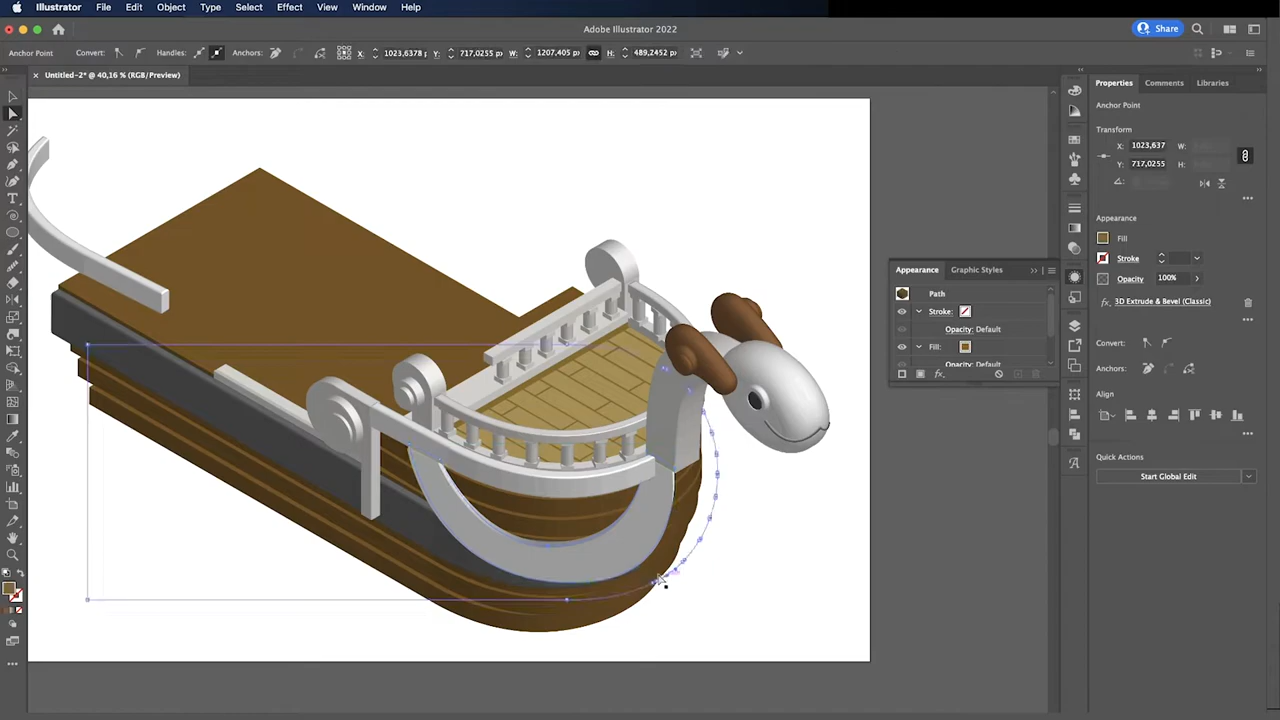 Illustrator File Edit Object Type Select Effect View Window Help
Adobe Illustrator 2022
Share
Anchor Point Convert: Handles: Anchors: X: 1023,6378 p Y: 717,0255 p W: 1207,405 p H: 489,2452 p
× Untitled-2* @ 40,16 % (RGB/Preview)
Properties Comments Libraries
Anchor Point
Transform
X: 1023,637 W:
Y: 717,0255 H:
Appearance
Fill
Stroke
Opacity 100%
fx 3D Extrude & Bevel (Classic)
Convert:
Anchors:
Quick Actions
Start Global Edit
Appearance Graphic Styles
Path
Stroke:
Opacity: Default
Fill:
Opacity: Default
fx